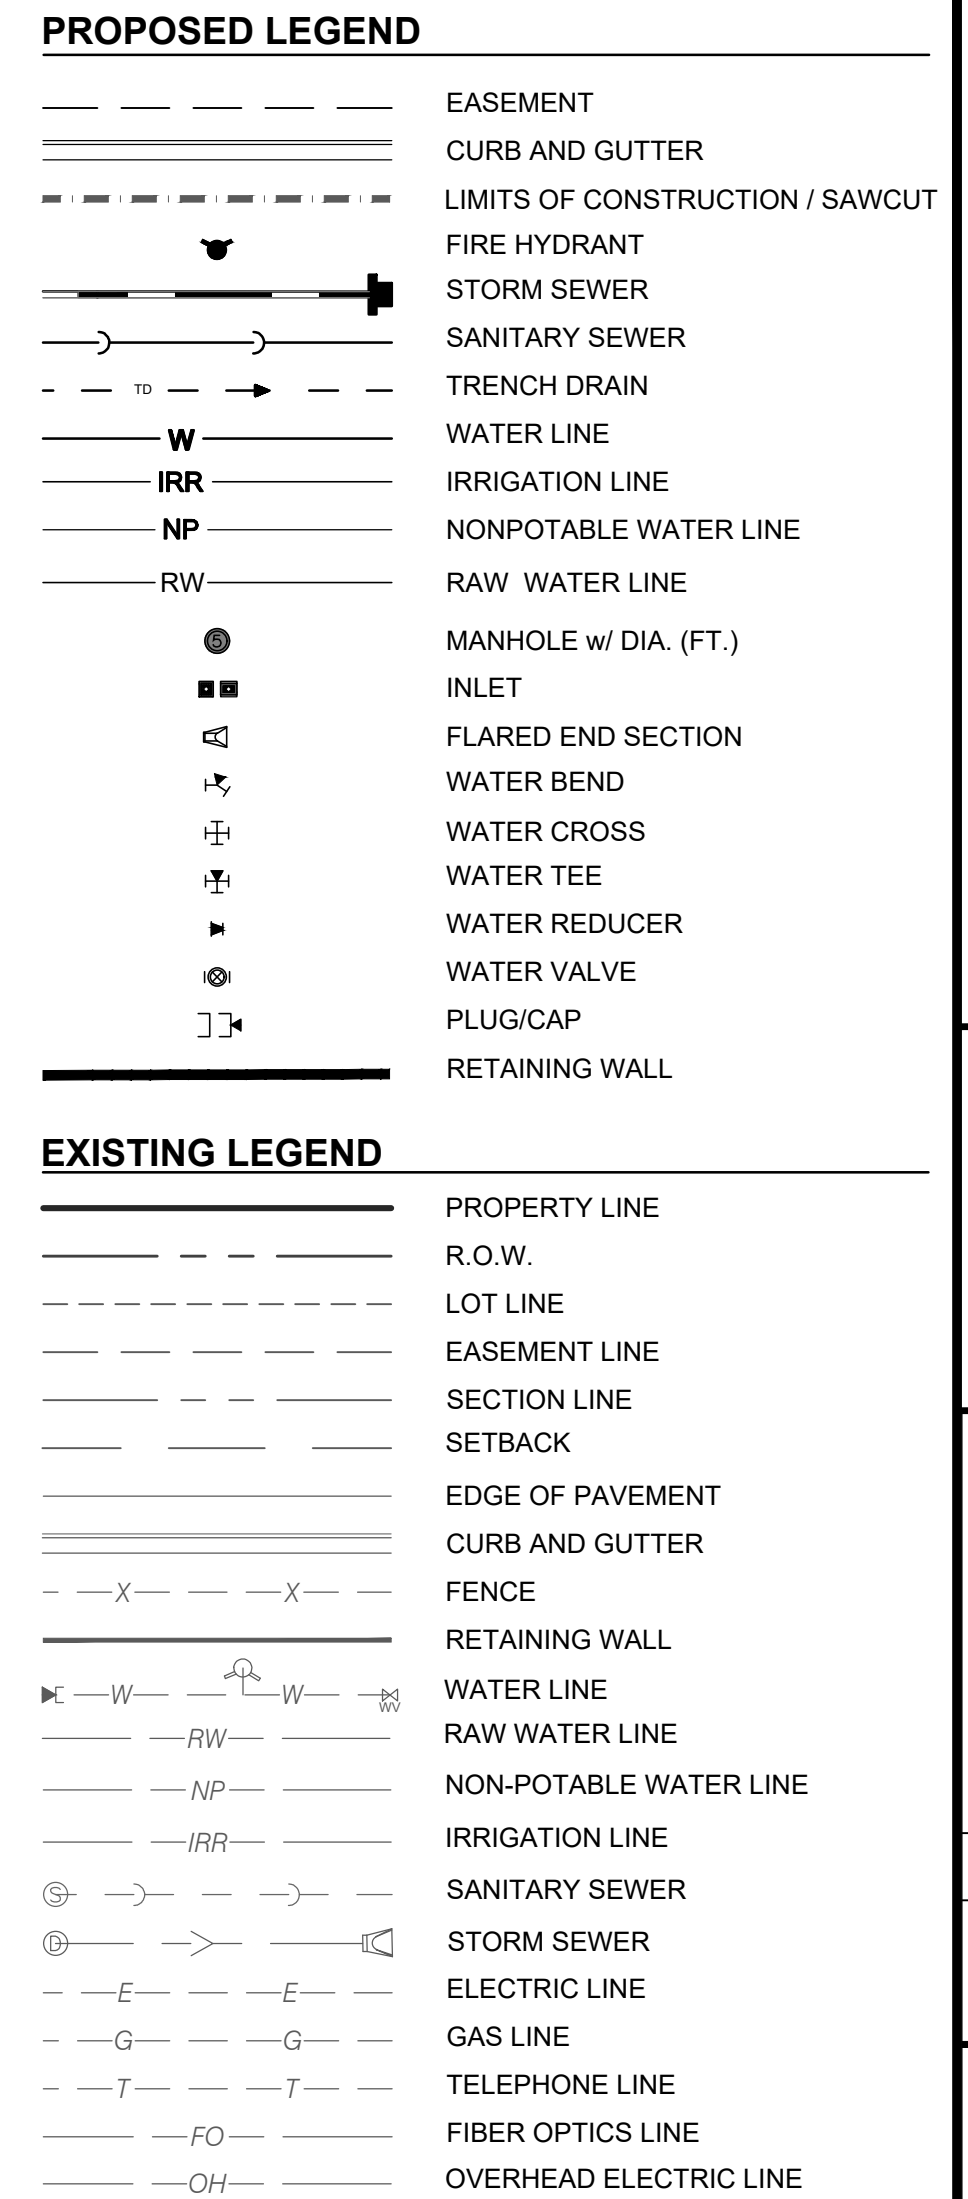 PROPOSED LEGEND
EASEMENT
CURB AND GUTTER
LIMITS OF CONSTRUCTION / SAWCUT
FIRE HYDRANT
STORM SEWER
SANITARY SEWER
TD TRENCH DRAIN
W WATER LINE
IRR IRRIGATION LINE
NP NONPOTABLE WATER LINE
RW RAW WATER LINE
5 MANHOLE w/ DIA. (FT.)
INLET
FLARED END SECTION
WATER BEND
WATER CROSS
WATER TEE
WATER REDUCER
WATER VALVE
PLUG/CAP
RETAINING WALL
EXISTING LEGEND
PROPERTY LINE
R.O.W.
LOT LINE
EASEMENT LINE
SECTION LINE
SETBACK
EDGE OF PAVEMENT
CURB AND GUTTER
X X FENCE
RETAINING WALL
W W WV WATER LINE
RW RAW WATER LINE
NP NON-POTABLE WATER LINE
IRR IRRIGATION LINE
S SANITARY SEWER
D STORM SEWER
E E ELECTRIC LINE
G G GAS LINE
T T TELEPHONE LINE
FO FIBER OPTICS LINE
OH OVERHEAD ELECTRIC LINE